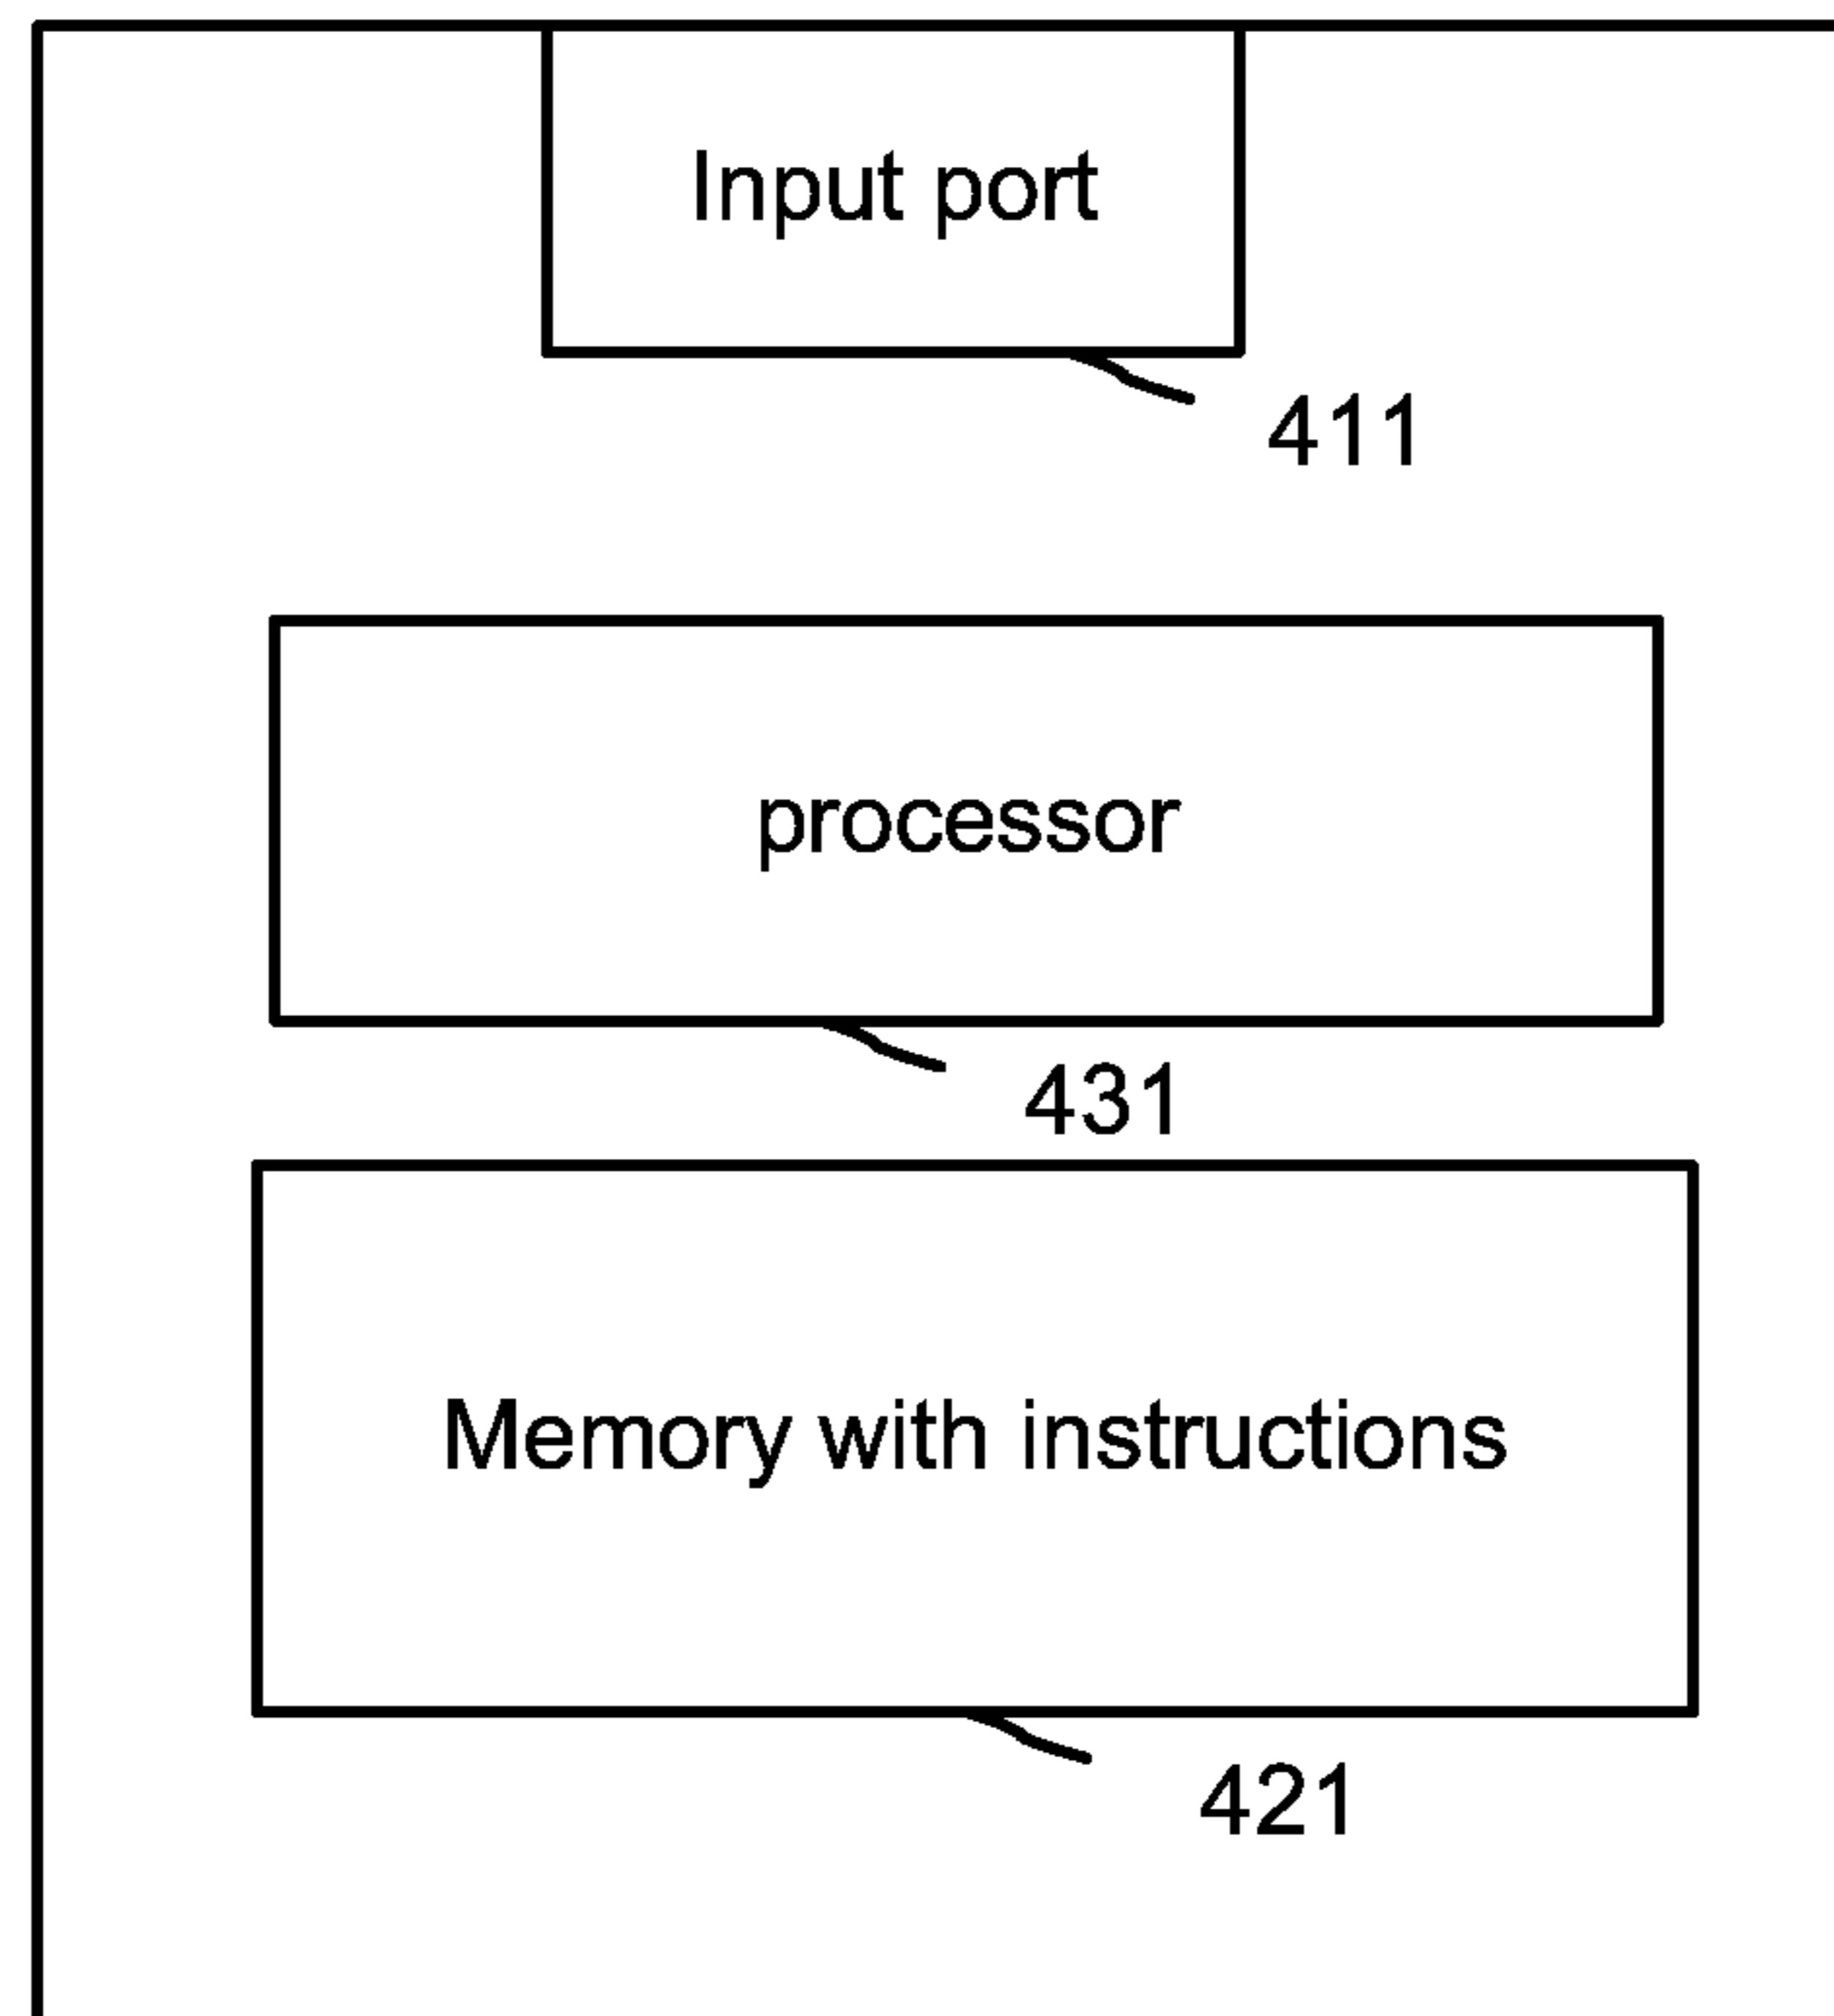 Input port
411
processor
431
Memory with instructions
421